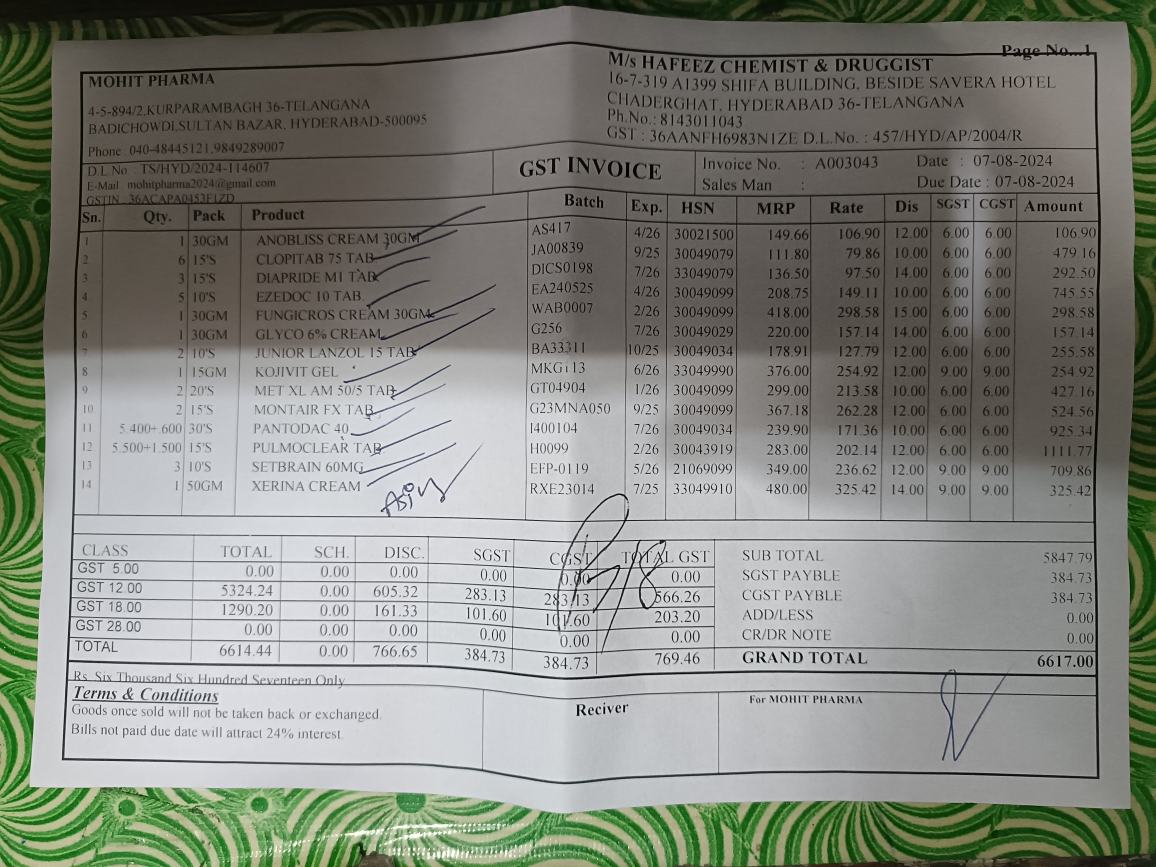 Page No...1
MOHIT PHARMA
4-5-894/2,KURPARAMBAGH 36-TELANGANA
BADICHOWDI,SULTAN BAZAR, HYDERABAD-500095
Phone 040-48445121,9849289007
D.L No : TS/HYD/2024-114607
E-Mail mohitpharma2024@gmail.com
GSTIN 36ACAPA0453F1ZD
M/s HAFEEZ CHEMIST & DRUGGIST
16-7-319 A1399 SHIFA BUILDING, BESIDE SAVERA HOTEL
CHADERGHAT, HYDERABAD 36-TELANGANA
Ph.No.: 8143011043
GST : 36AANFH6983N1ZE D.L.No. : 457/HYD/AP/2004/R
GST INVOICE
Invoice No. : A003043 Date : 07-08-2024
Sales Man : Due Date : 07-08-2024
Sn. Qty. Pack Product Batch Exp. HSN MRP Rate Dis SGST CGST Amount
1 1 30GM ANOBLISS CREAM 30GM AS417 4/26 30021500 149.66 106.90 12.00 6.00 6.00 106.90
2 6 15'S CLOPITAB 75 TAB JA00839 9/25 30049079 111.80 79.86 10.00 6.00 6.00 479.16
3 3 15'S DIAPRIDE M1 TAB DICS0198 7/26 33049079 136.50 97.50 14.00 6.00 6.00 292.50
4 5 10'S EZEDOC 10 TAB EA240525 4/26 30049099 208.75 149.11 10.00 6.00 6.00 745.55
5 1 30GM FUNGICROS CREAM 30GM WAB0007 2/26 30049099 418.00 298.58 15.00 6.00 6.00 298.58
6 1 30GM GLYCO 6% CREAM G256 7/26 30049029 220.00 157.14 14.00 6.00 6.00 157.14
7 2 10'S JUNIOR LANZOL 15 TAB BA33311 10/25 30049034 178.91 127.79 12.00 6.00 6.00 255.58
8 1 15GM KOJIVIT GEL MKG113 6/26 33049990 376.00 254.92 12.00 9.00 9.00 254.92
9 2 20'S MET XL AM 50/5 TAB GT04904 1/26 30049099 299.00 213.58 10.00 6.00 6.00 427.16
10 2 15'S MONTAIR FX TAB G23MNA050 9/25 30049099 367.18 262.28 12.00 6.00 6.00 524.56
11 5.400+.600 30'S PANTODAC 40 I400104 7/26 30049034 239.90 171.36 10.00 6.00 6.00 925.34
12 5.500+1.500 15'S PULMOCLEAR TAB H0099 2/26 30043919 283.00 202.14 12.00 6.00 6.00 1111.77
13 3 10'S SETBRAIN 60MG EFP-0119 5/26 21069099 349.00 236.62 12.00 9.00 9.00 709.86
14 1 50GM XERINA CREAM RXE23014 7/25 33049910 480.00 325.42 14.00 9.00 9.00 325.42
CLASS TOTAL SCH. DISC. SGST CGST TOTAL GST
GST 5.00 0.00 0.00 0.00 0.00 0.00 0.00
GST 12.00 5324.24 0.00 605.32 283.13 283.13 566.26
GST 18.00 1290.20 0.00 161.33 101.60 101.60 203.20
GST 28.00 0.00 0.00 0.00 0.00 0.00 0.00
TOTAL 6614.44 0.00 766.65 384.73 384.73 769.46
SUB TOTAL 5847.79
SGST PAYBLE 384.73
CGST PAYBLE 384.73
ADD/LESS 0.00
CR/DR NOTE 0.00
GRAND TOTAL 6617.00
Rs. Six Thousand Six Hundred Seventeen Only
Terms & Conditions
Goods once sold will not be taken back or exchanged.
Bills not paid due date will attract 24% interest.
Reciver
For MOHIT PHARMA